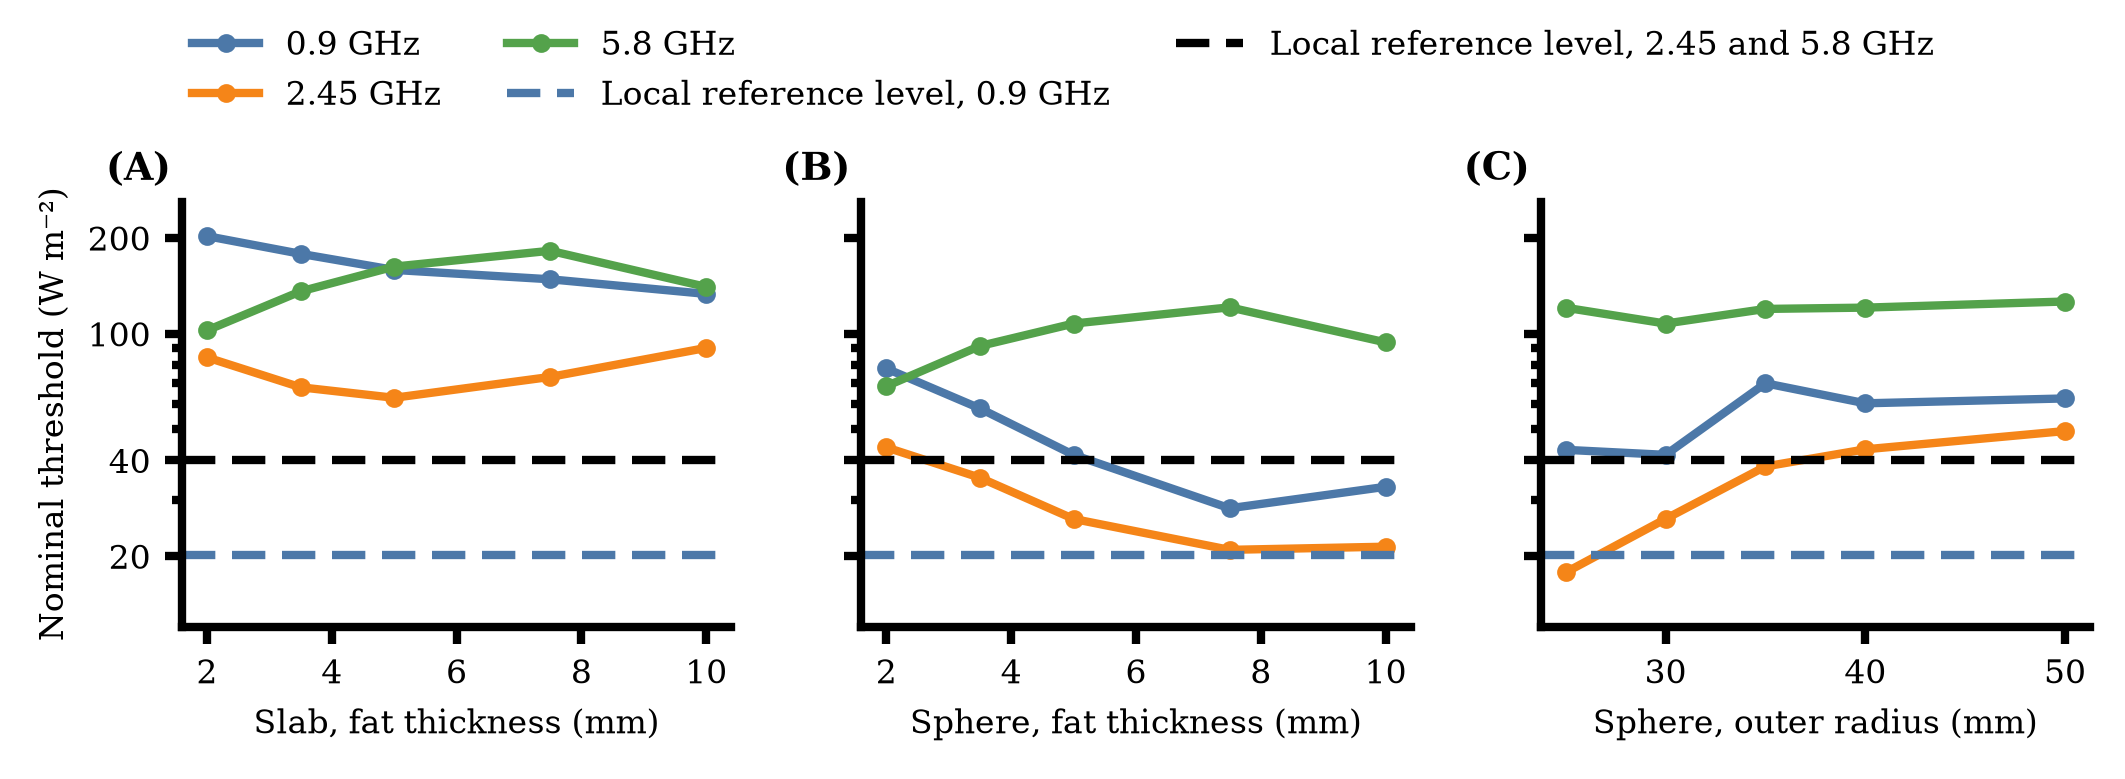 0.9 GHz
5.8 GHz
Local reference level, 2.45 and 5.8 GHz
2.45 GHz
Local reference level, 0.9 GHz
(A)
(B)
(C)
Nominal threshold (W m⁻²)
200
100
40
20
2 4 6 8 10
Slab, fat thickness (mm)
2 4 6 8 10
Sphere, fat thickness (mm)
30 40 50
Sphere, outer radius (mm)